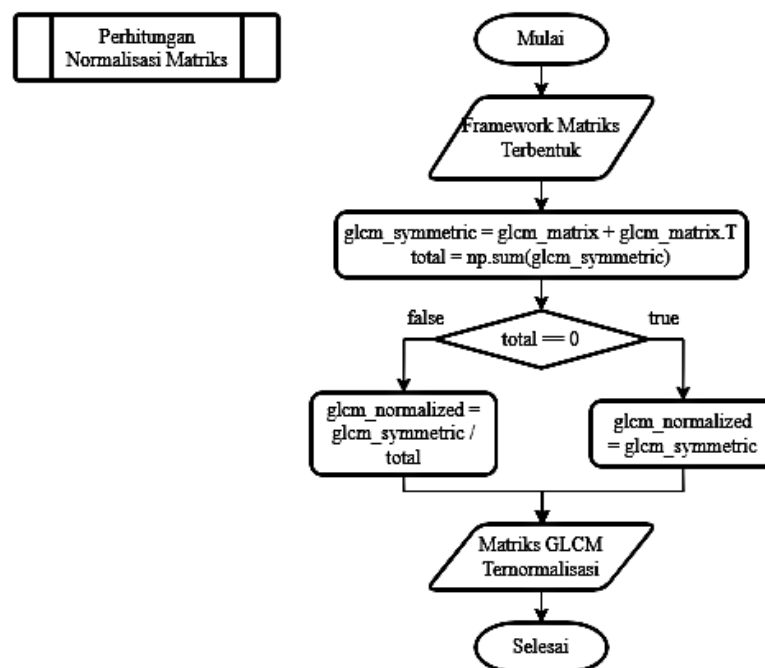 Perhitungan
Normalisasi Matriks
Mulai
Framework Matriks
Terbentuk
glcm_symmetric = glcm_matrix + glcm_matrix.T
total = np.sum(glcm_symmetric)
false
total == 0
true
glcm_normalized =
glcm_symmetric /
total
glcm_normalized
= glcm_symmetric
Matriks GLCM
Ternormalisasi
Selesai